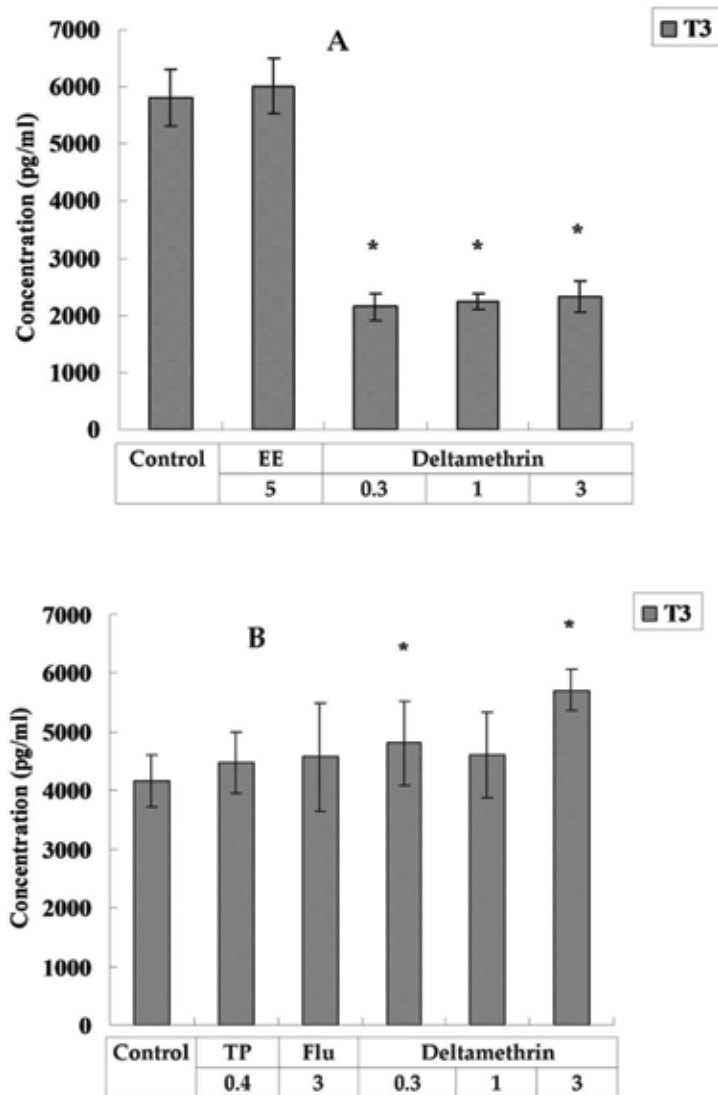 7000
A
T3
6000
5000
4000
3000
2000
1000
0
Concentration (pg/ml)
* * *
Control EE Deltamethrin
5 0.3 1 3
7000
B
T3
6000
5000
4000
3000
2000
1000
0
Concentration (pg/ml)
* *
Control TP Flu Deltamethrin
0.4 3 0.3 1 3